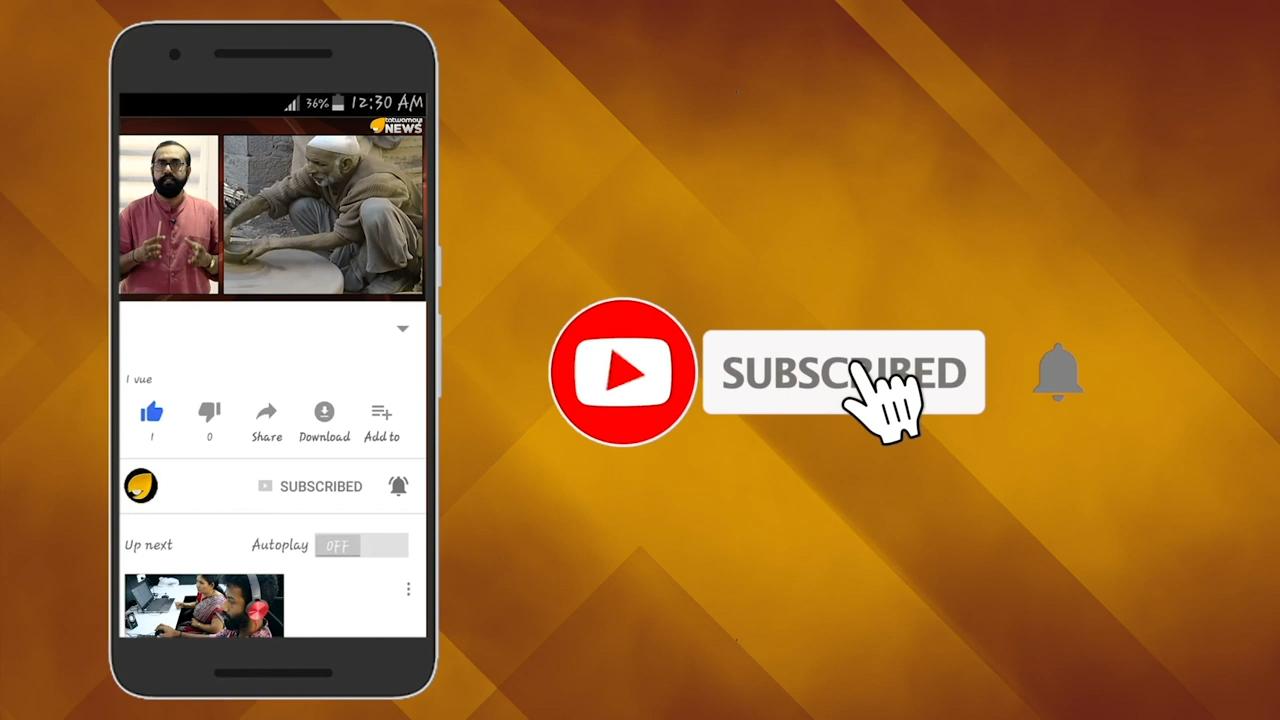 36% 12:30 AM
tatwamayi
NEWS
1 vue
1 0 Share Download Add to
SUBSCRIBED
Up next Autoplay OFF
SUBSCRIBED